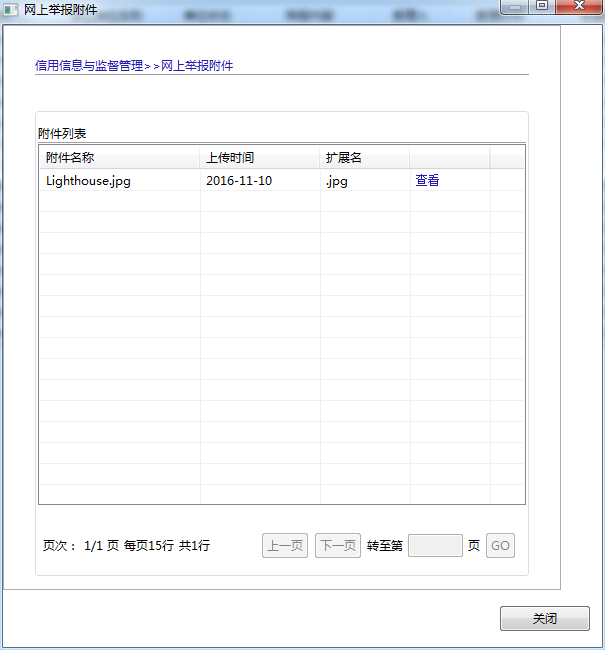 网上举报附件
信用信息与监督管理>>网上举报附件
附件列表
附件名称 上传时间 扩展名
Lighthouse.jpg 2016-11-10 .jpg 查看
页次： 1/1 页 每页15行 共1行 上一页 下一页 转至第 页 GO
关闭